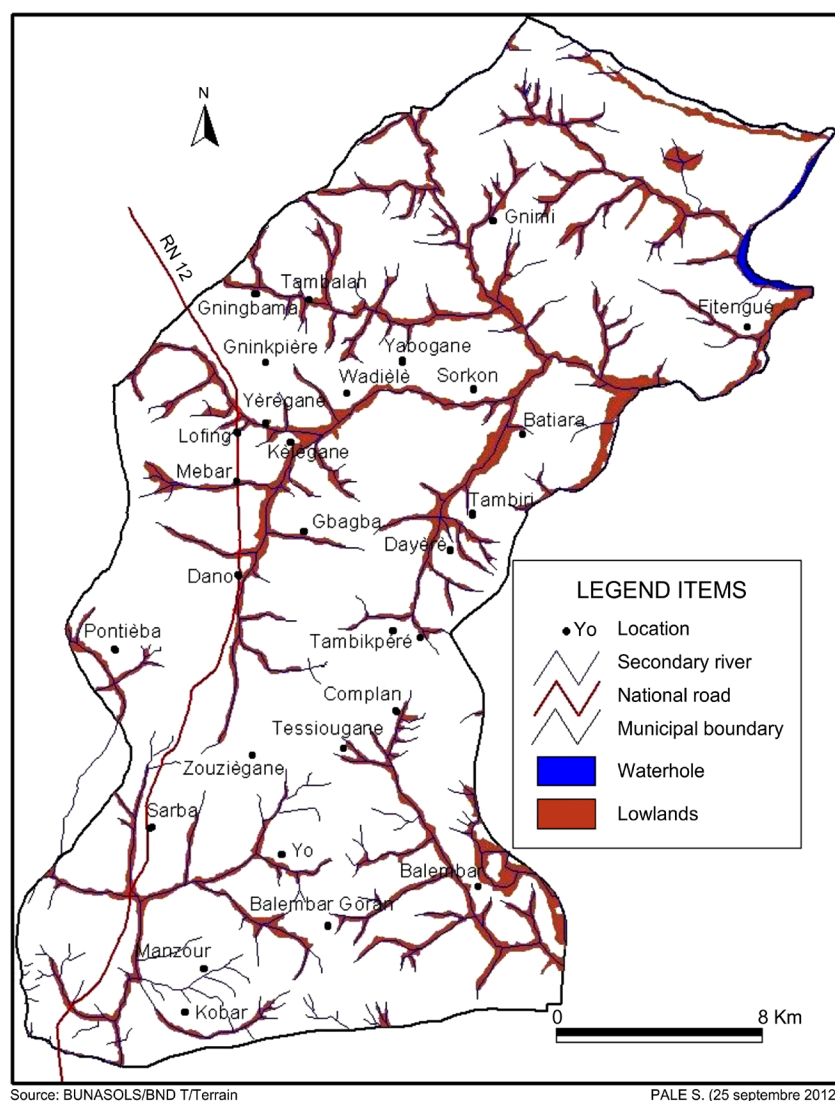 N
Gnimi
RN 12
Tambalan
Gningbama
Fitengué
Gninkpière
Yabogane
Wadièlè
Sorkon
Yèrègane
Lofing
Batiara
Kèlègane
Mebar
Tambiri
Gbagba
Dayèrè
Dano
LEGEND ITEMS
Yo Location
Secondary river
National road
Municipal boundary
Waterhole
Lowlands
Pontièba
Tambikpéré
Complan
Tessiougane
Zouziègane
Sarba
Yo
Balembar
Balembar Goran
Manzour
Kobar
0 8 Km
Source: BUNASOLS/BND T/Terrain PALE S. (25 septembre 2012